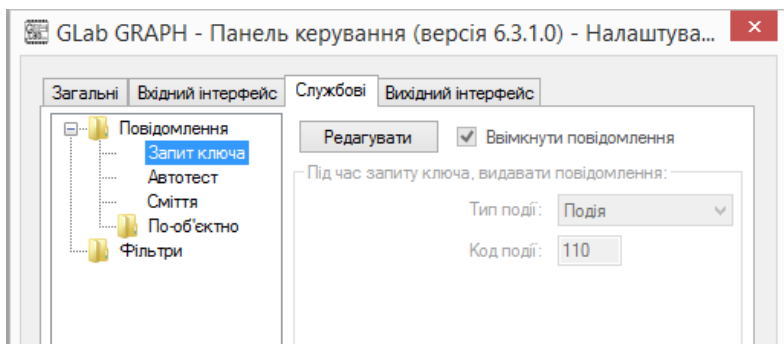 GLab GRAPH - Панель керування (версія 6.3.1.0) - Налаштува...
Загальні Вхідний інтерфейс Службові Вихідний інтерфейс
Повідомлення
Запит ключа
Автотест
Сміття
По-об'єктно
Фільтри
Редагувати Ввімкнути повідомлення
Під час запиту ключа, видавати повідомлення:
Тип події: Подія
Код події: 110